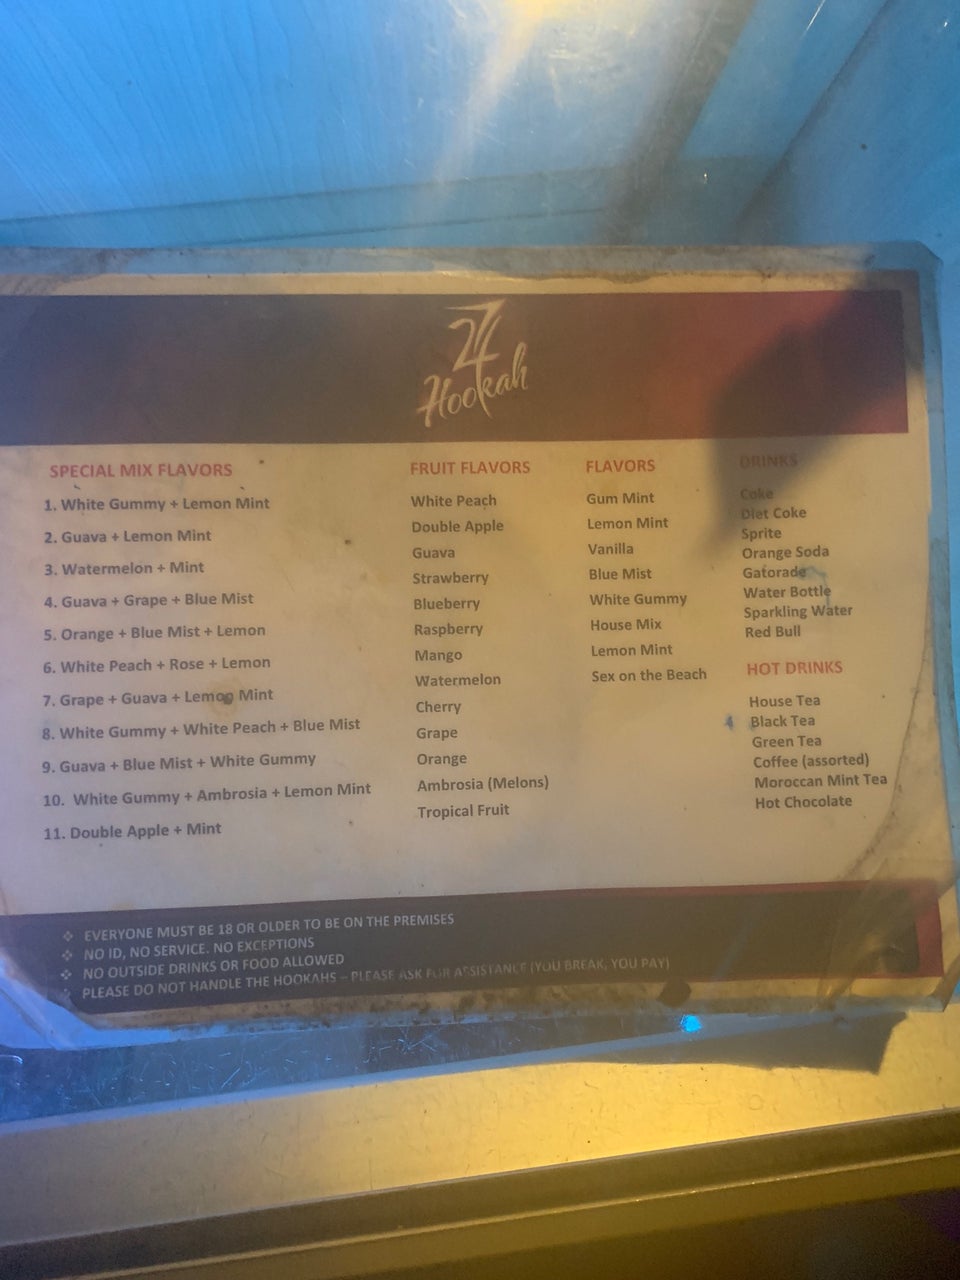 24
Hookah
SPECIAL MIX FLAVORS
1. White Gummy + Lemon Mint
2. Guava + Lemon Mint
3. Watermelon + Mint
4. Guava + Grape + Blue Mist
5. Orange + Blue Mist + Lemon
6. White Peach + Rose + Lemon
7. Grape + Guava + Lemon Mint
8. White Gummy + White Peach + Blue Mist
9. Guava + Blue Mist + White Gummy
10. White Gummy + Ambrosia + Lemon Mint
11. Double Apple + Mint
FRUIT FLAVORS
White Peach
Double Apple
Guava
Strawberry
Blueberry
Raspberry
Mango
Watermelon
Cherry
Grape
Orange
Ambrosia (Melons)
Tropical Fruit
FLAVORS
Gum Mint
Lemon Mint
Vanilla
Blue Mist
White Gummy
House Mix
Lemon Mint
Sex on the Beach
DRINKS
Coke
Diet Coke
Sprite
Orange Soda
Gatorade
Water Bottle
Sparkling Water
Red Bull
HOT DRINKS
House Tea
Black Tea
Green Tea
Coffee (assorted)
Moroccan Mint Tea
Hot Chocolate
❖ EVERYONE MUST BE 18 OR OLDER TO BE ON THE PREMISES
❖ NO ID, NO SERVICE. NO EXCEPTIONS
❖ NO OUTSIDE DRINKS OR FOOD ALLOWED
❖ PLEASE DO NOT HANDLE THE HOOKAHS – PLEASE ASK FOR ASSISTANCE (YOU BREAK, YOU PAY)